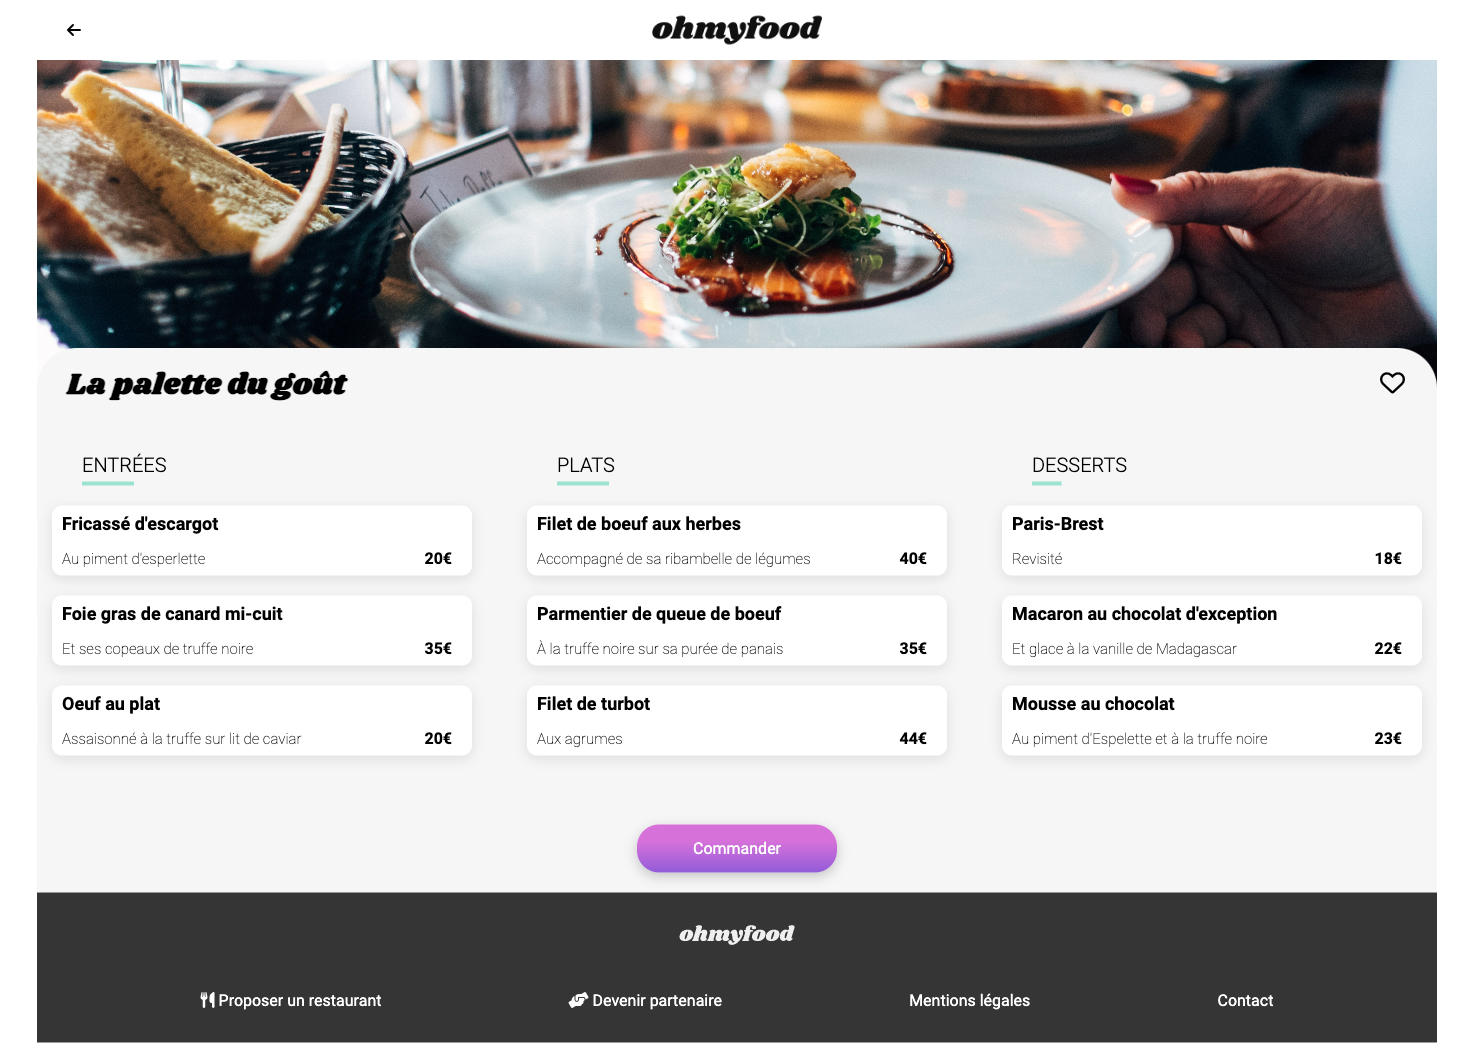 ohmyfood
La palette du goût
ENTRÉES
Fricassé d'escargot
Au piment d'esperlette 20€
Foie gras de canard mi-cuit
Et ses copeaux de truffe noire 35€
Oeuf au plat
Assaisonné à la truffe sur lit de caviar 20€
PLATS
Filet de boeuf aux herbes
Accompagné de sa ribambelle de légumes 40€
Parmentier de queue de boeuf
À la truffe noire sur sa purée de panais 35€
Filet de turbot
Aux agrumes 44€
DESSERTS
Paris-Brest
Revisité 18€
Macaron au chocolat d'exception
Et glace à la vanille de Madagascar 22€
Mousse au chocolat
Au piment d'Espelette et à la truffe noire 23€
Commander
ohmyfood
Proposer un restaurant
Devenir partenaire
Mentions légales
Contact